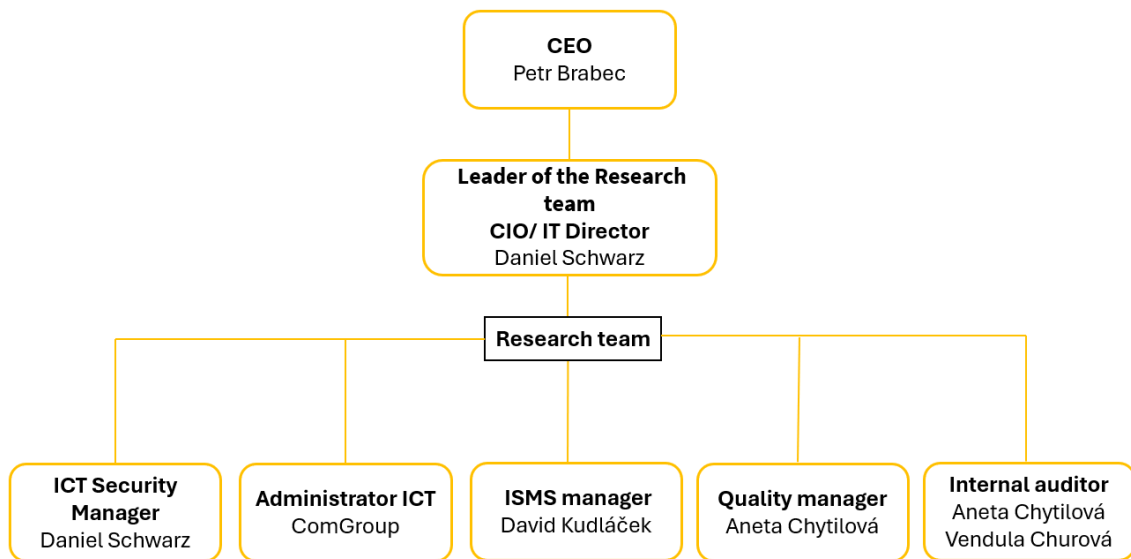 CEO
Petr Brabec
Leader of the Research
team
CIO/ IT Director
Daniel Schwarz
Research team
ICT Security
Manager
Daniel Schwarz
Administrator ICT
ComGroup
ISMS manager
David Kudláček
Quality manager
Aneta Chytilová
Internal auditor
Aneta Chytilová
Vendula Churová